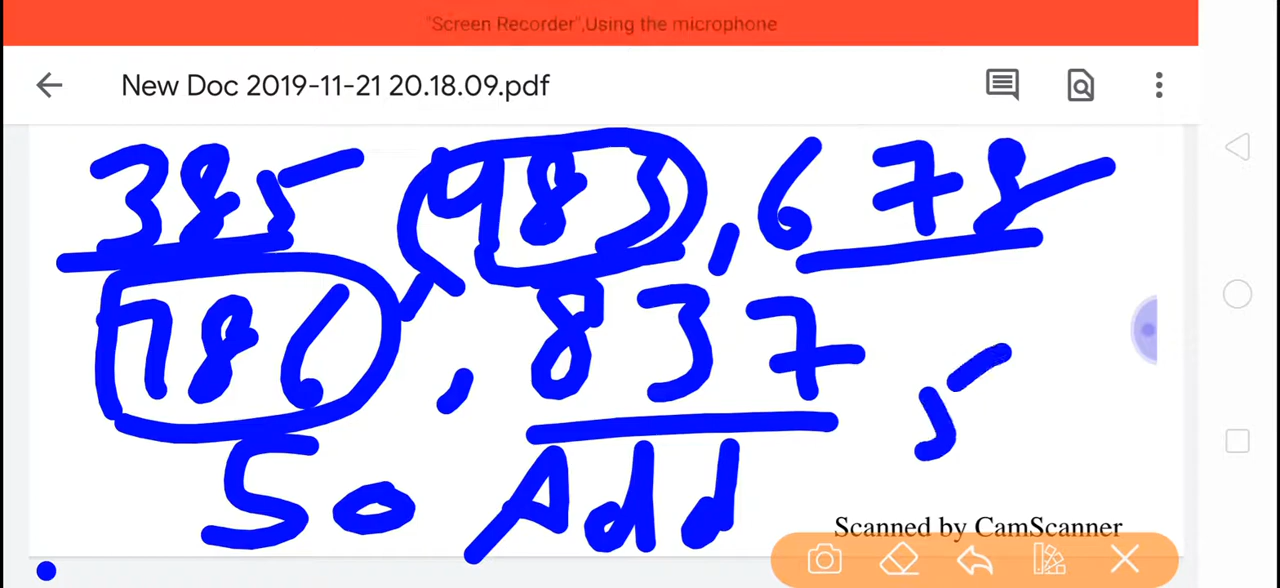 "Screen Recorder",Using the microphone
New Doc 2019-11-21 20.18.09.pdf
385, 983, 678
786, 837
50 Add
Scanned by CamScanner